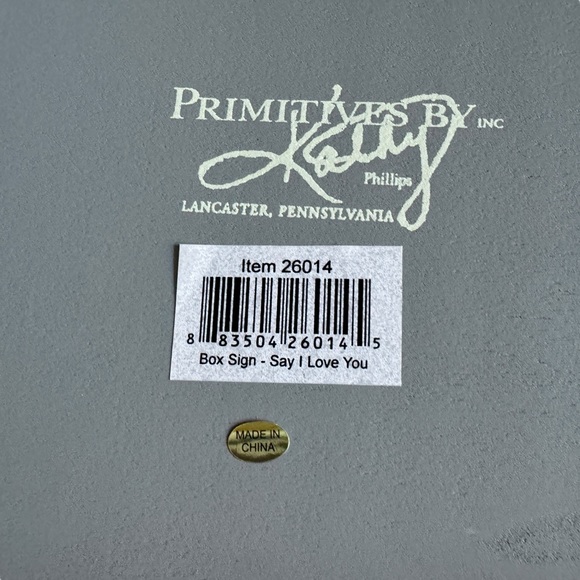 PRIMITIVES BY INC
Kathy
Phillips
LANCASTER, PENNSYLVANIA
Item 26014
8 83504 26014 5
Box Sign - Say I Love You
MADE IN
CHINA